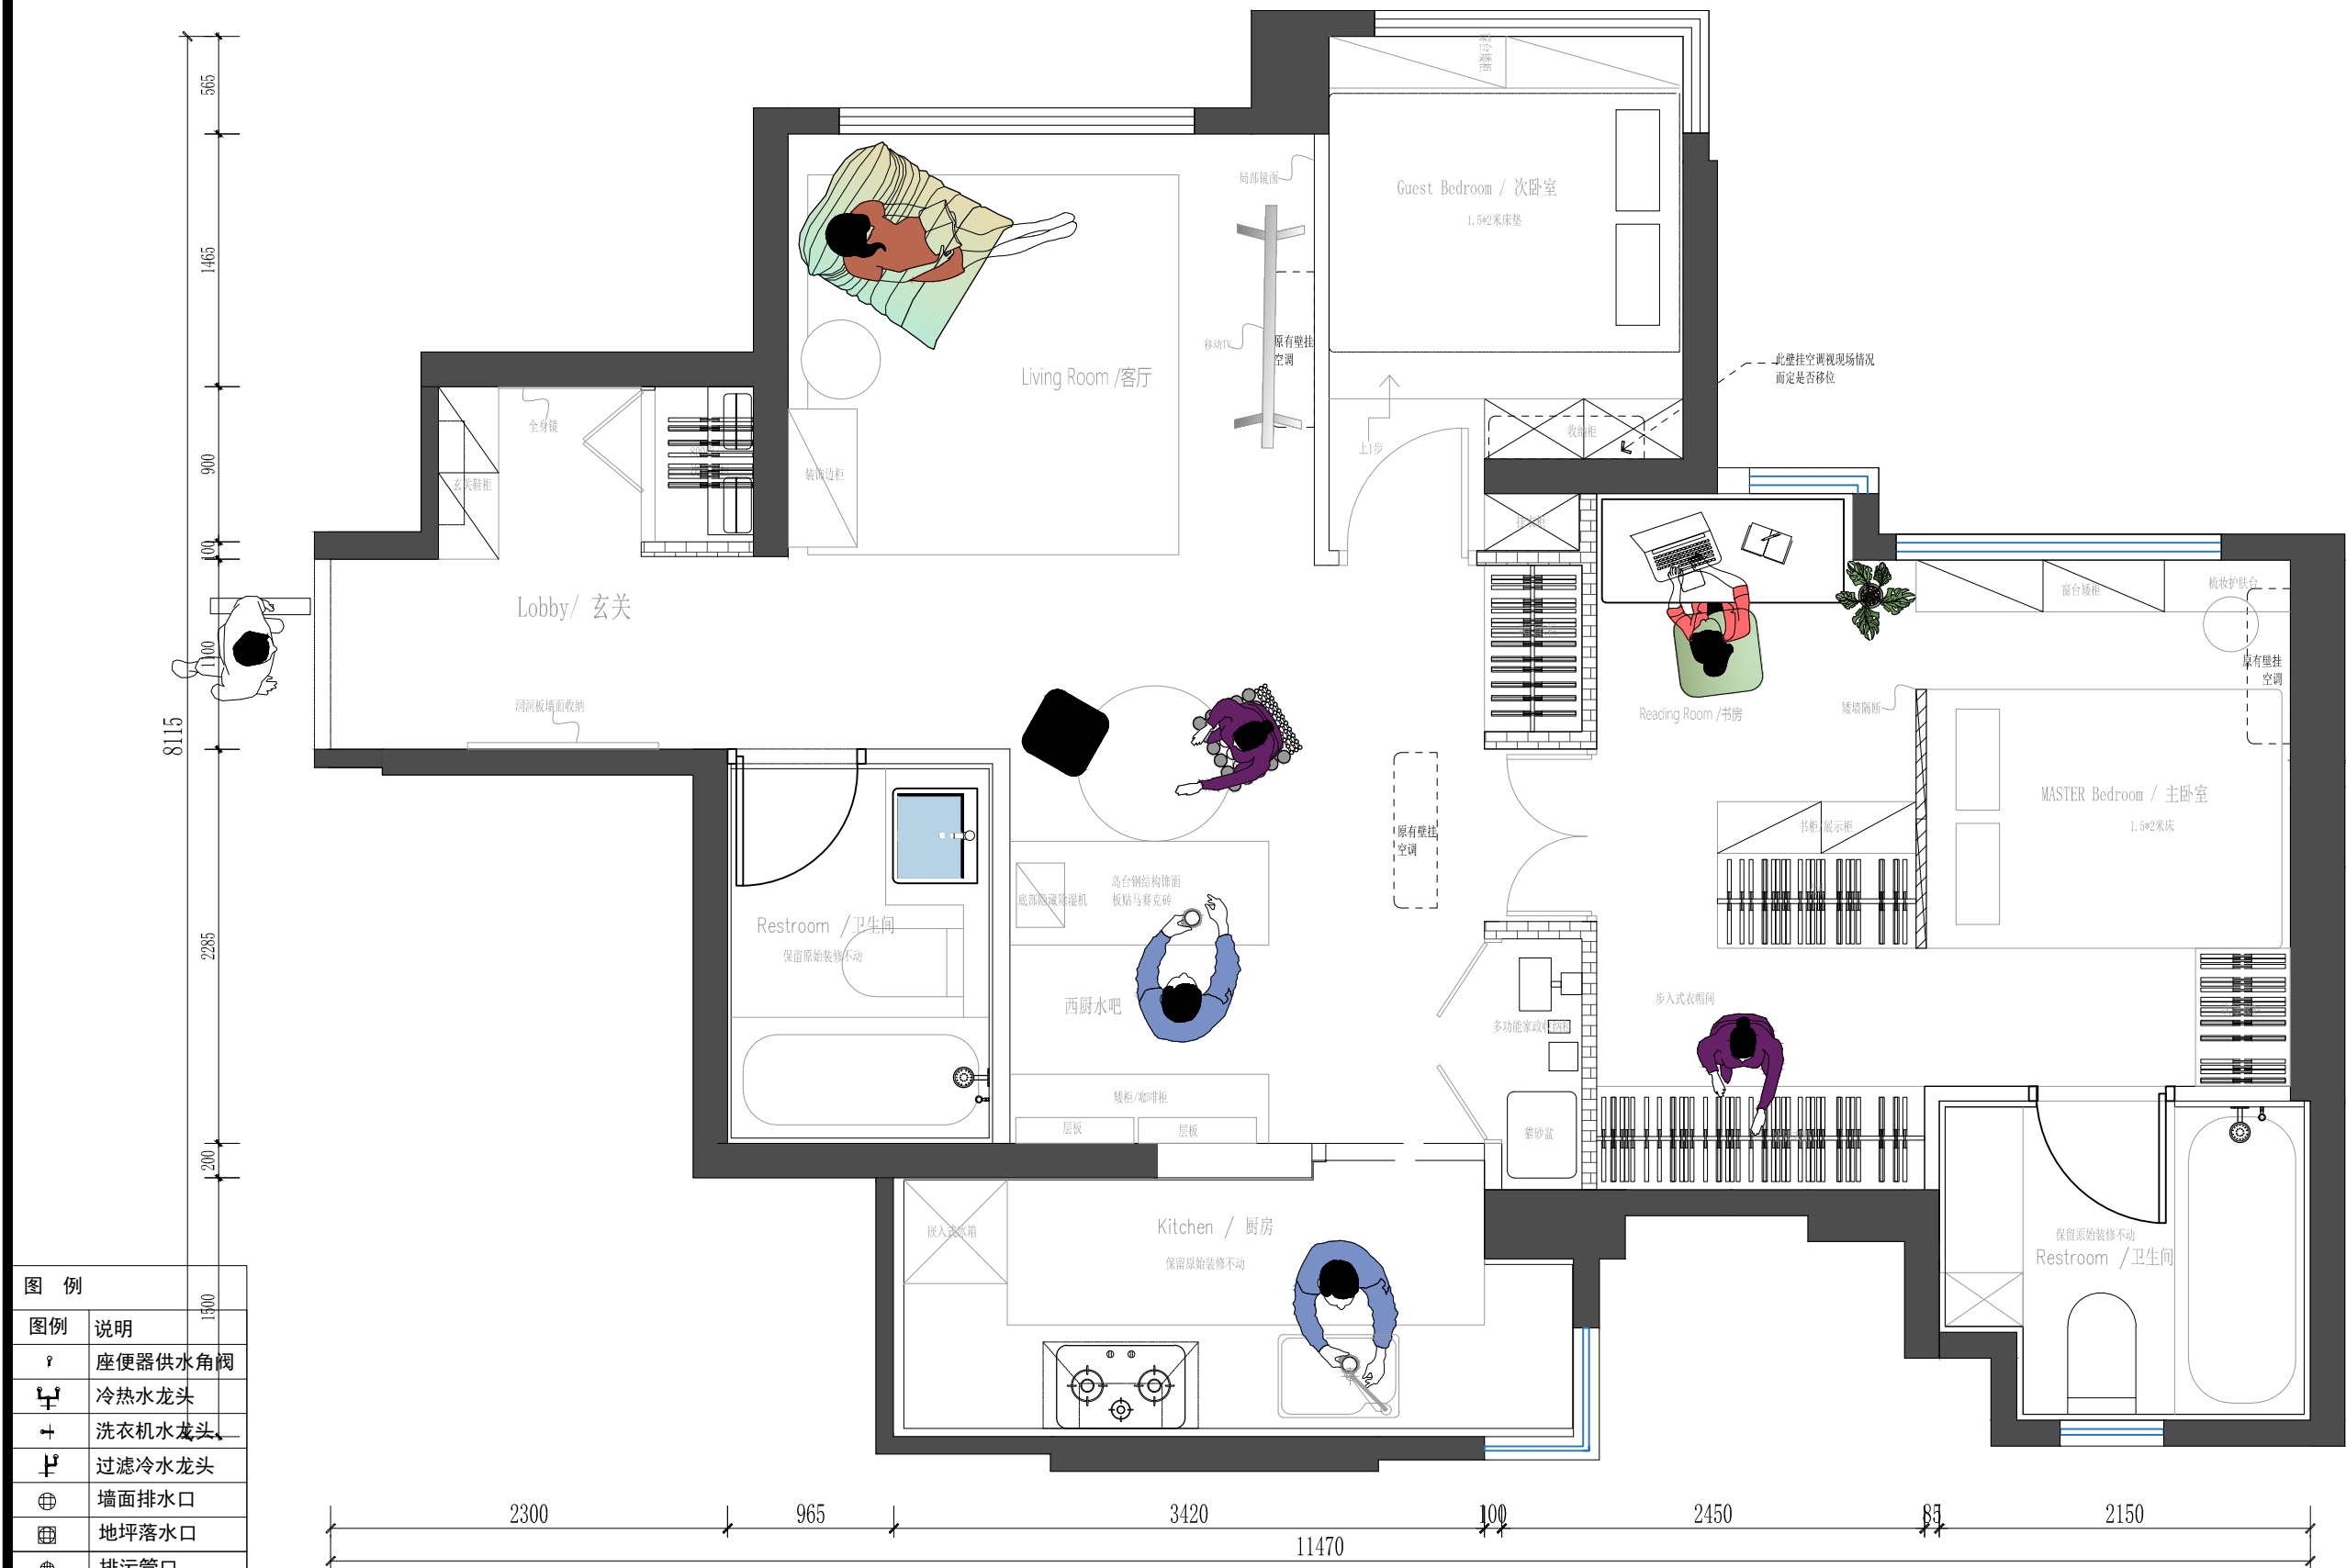 565
1465
900
100
1100
8115
2285
200
1500
窗台矮柜
局部镜面
Guest Bedroom / 次卧室
1.5*2米床垫
移动TV
原有壁挂
空调
此壁挂空调视现场情况
而定是否移位
Living Room /客厅
全身镜
玄关鞋柜
装饰边柜
上1步
收纳柜
Lobby/ 玄关
洞洞板墙面收纳
窗台矮柜
梳妆护肤台
原有壁挂
空调
Reading Room /书房
矮墙隔断
MASTER Bedroom / 主卧室
1.5*2米床
书柜/展示柜
原有壁挂
空调
底部隐藏除湿机
岛台钢结构饰面
板贴马赛克砖
Restroom /卫生间
保留原始装修不动
西厨水吧
步入式衣帽间
多功能家政收纳柜
矮柜/咖啡柜
层板
层板
猫砂盆
嵌入式冰箱
Kitchen / 厨房
保留原始装修不动
保留原始装修不动
Restroom /卫生间
图 例
图例 说明
座便器供水角阀
冷热水龙头
洗衣机水龙头
过滤冷水龙头
墙面排水口
地坪落水口
排污管口
2300 965 3420 100 2450 85 2150
11470